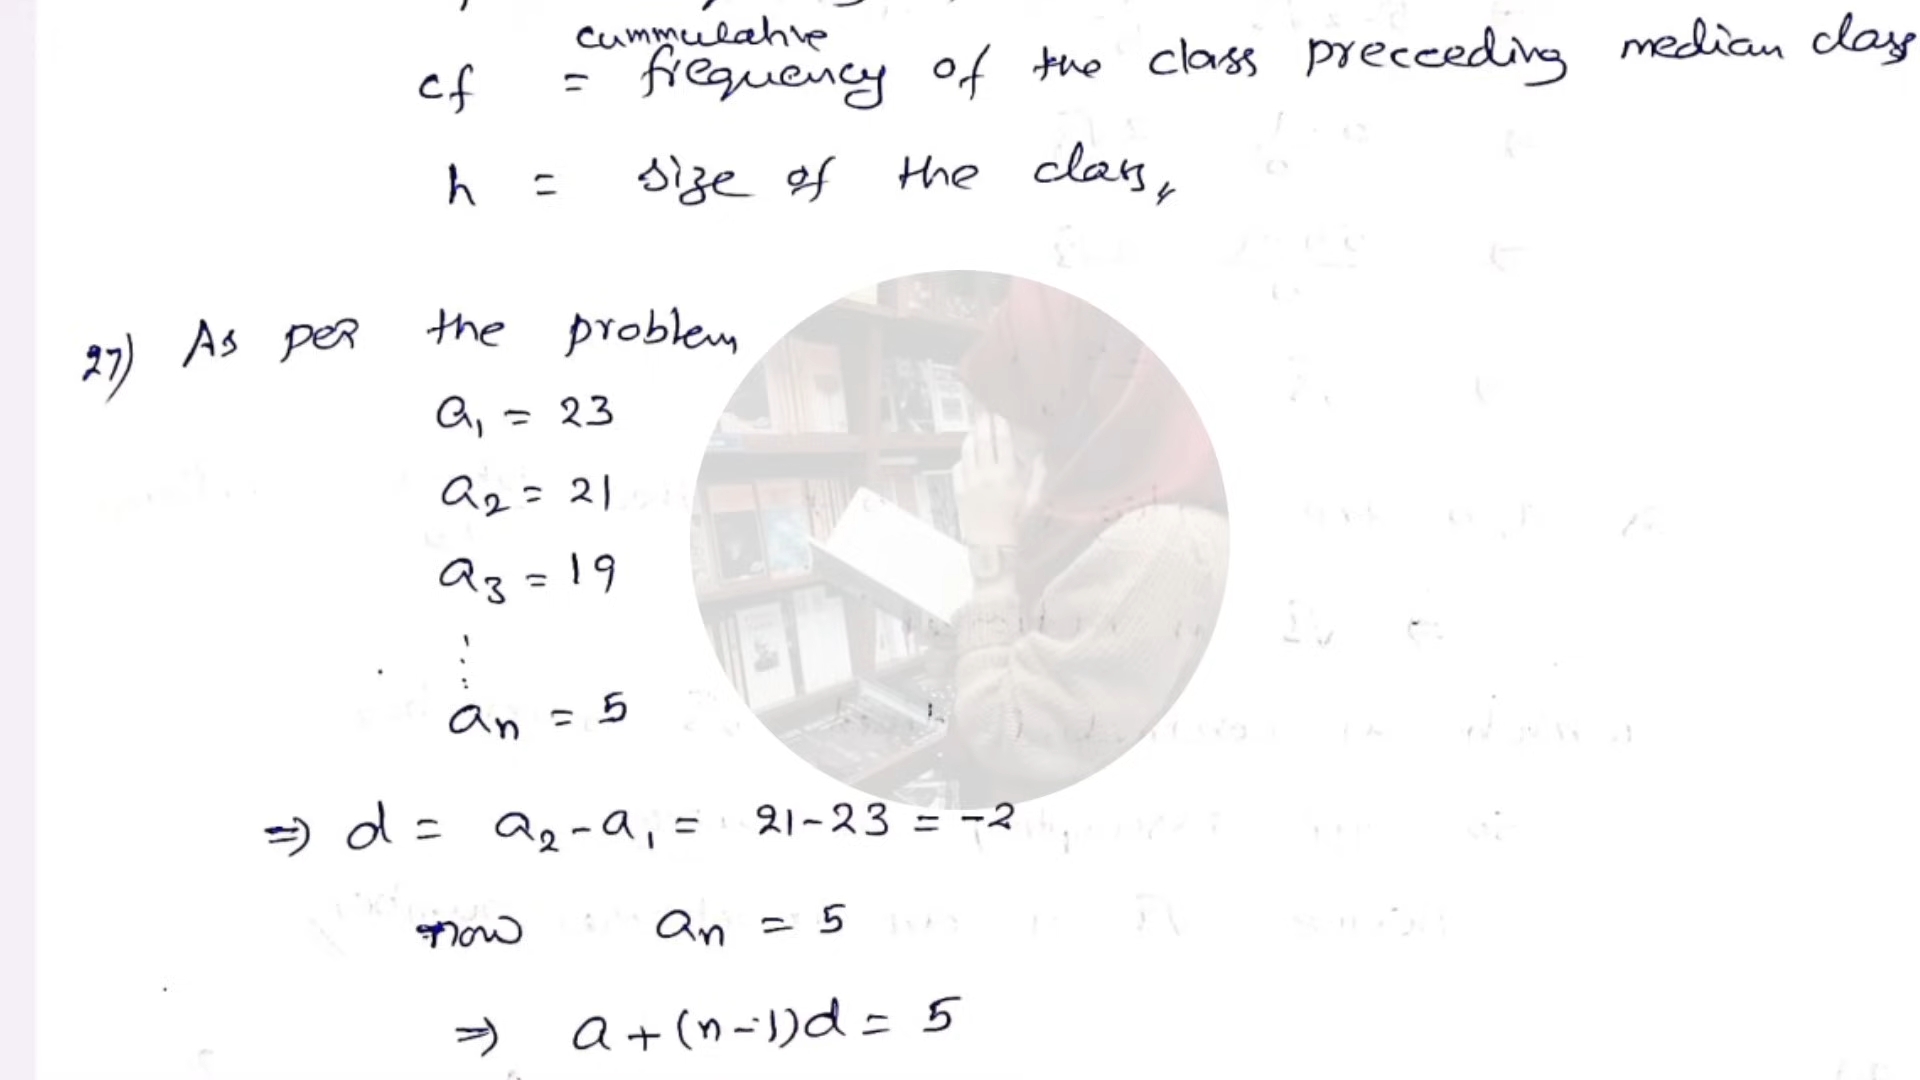 cummulative
cf = frequency of the class preceeding median class
h = size of the class,
27) As per the problem
a₁ = 23
a₂ = 21
a₃ = 19
⋮
aₙ = 5
⇒ d = a₂ - a₁ = 21 - 23 = -2
now aₙ = 5
⇒ a + (n - 1)d = 5